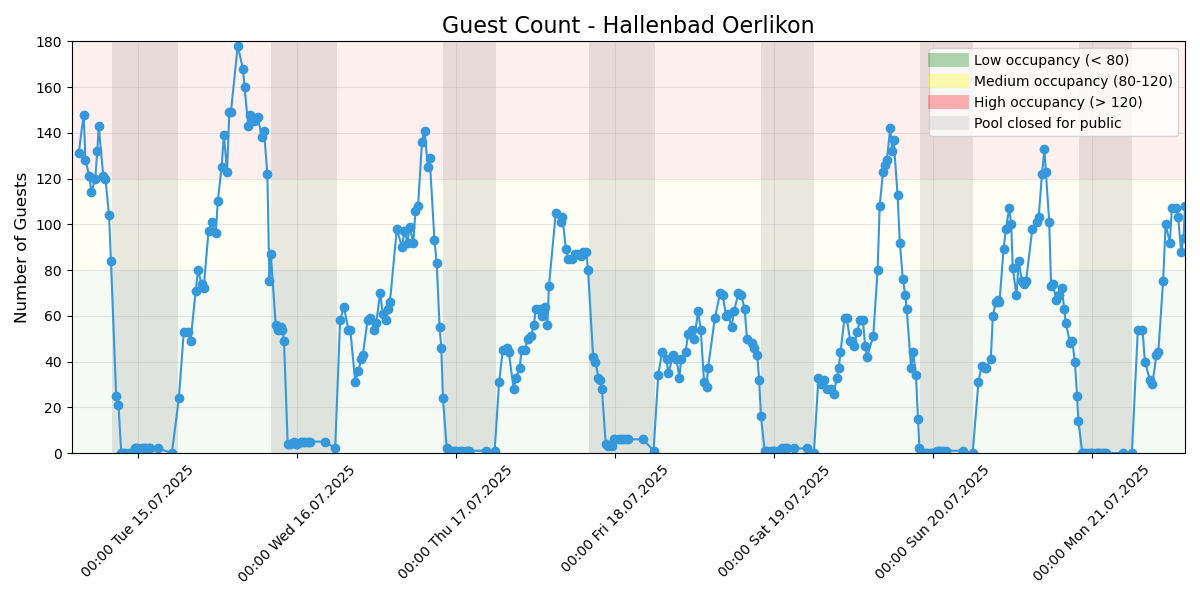 Guest Count - Hallenbad Oerlikon
Number of Guests
180
160
140
120
100
80
60
40
20
0
Low occupancy (< 80)
Medium occupancy (80-120)
High occupancy (> 120)
Pool closed for public
00:00 Tue 15.07.2025
00:00 Wed 16.07.2025
00:00 Thu 17.07.2025
00:00 Fri 18.07.2025
00:00 Sat 19.07.2025
00:00 Sun 20.07.2025
00:00 Mon 21.07.2025